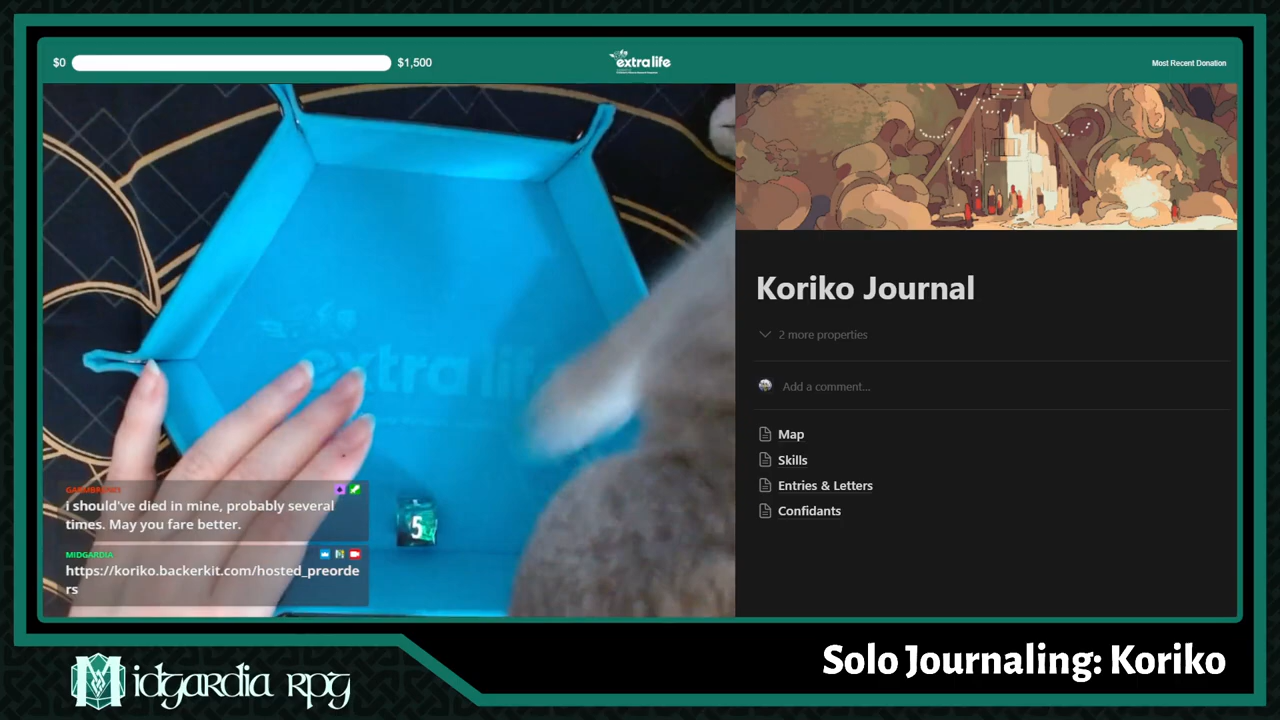 $0
$1,500
extra life
Most Recent Donation
extra life
5
i should've died in mine, probably several
times. May you fare better.
MIDGARDIA
https://koriko.backerkit.com/hosted_preorde
rs
Koriko Journal
2 more properties
Add a comment...
Map
Skills
Entries & Letters
Confidants
Midgardia RPG
Solo Journaling: Koriko